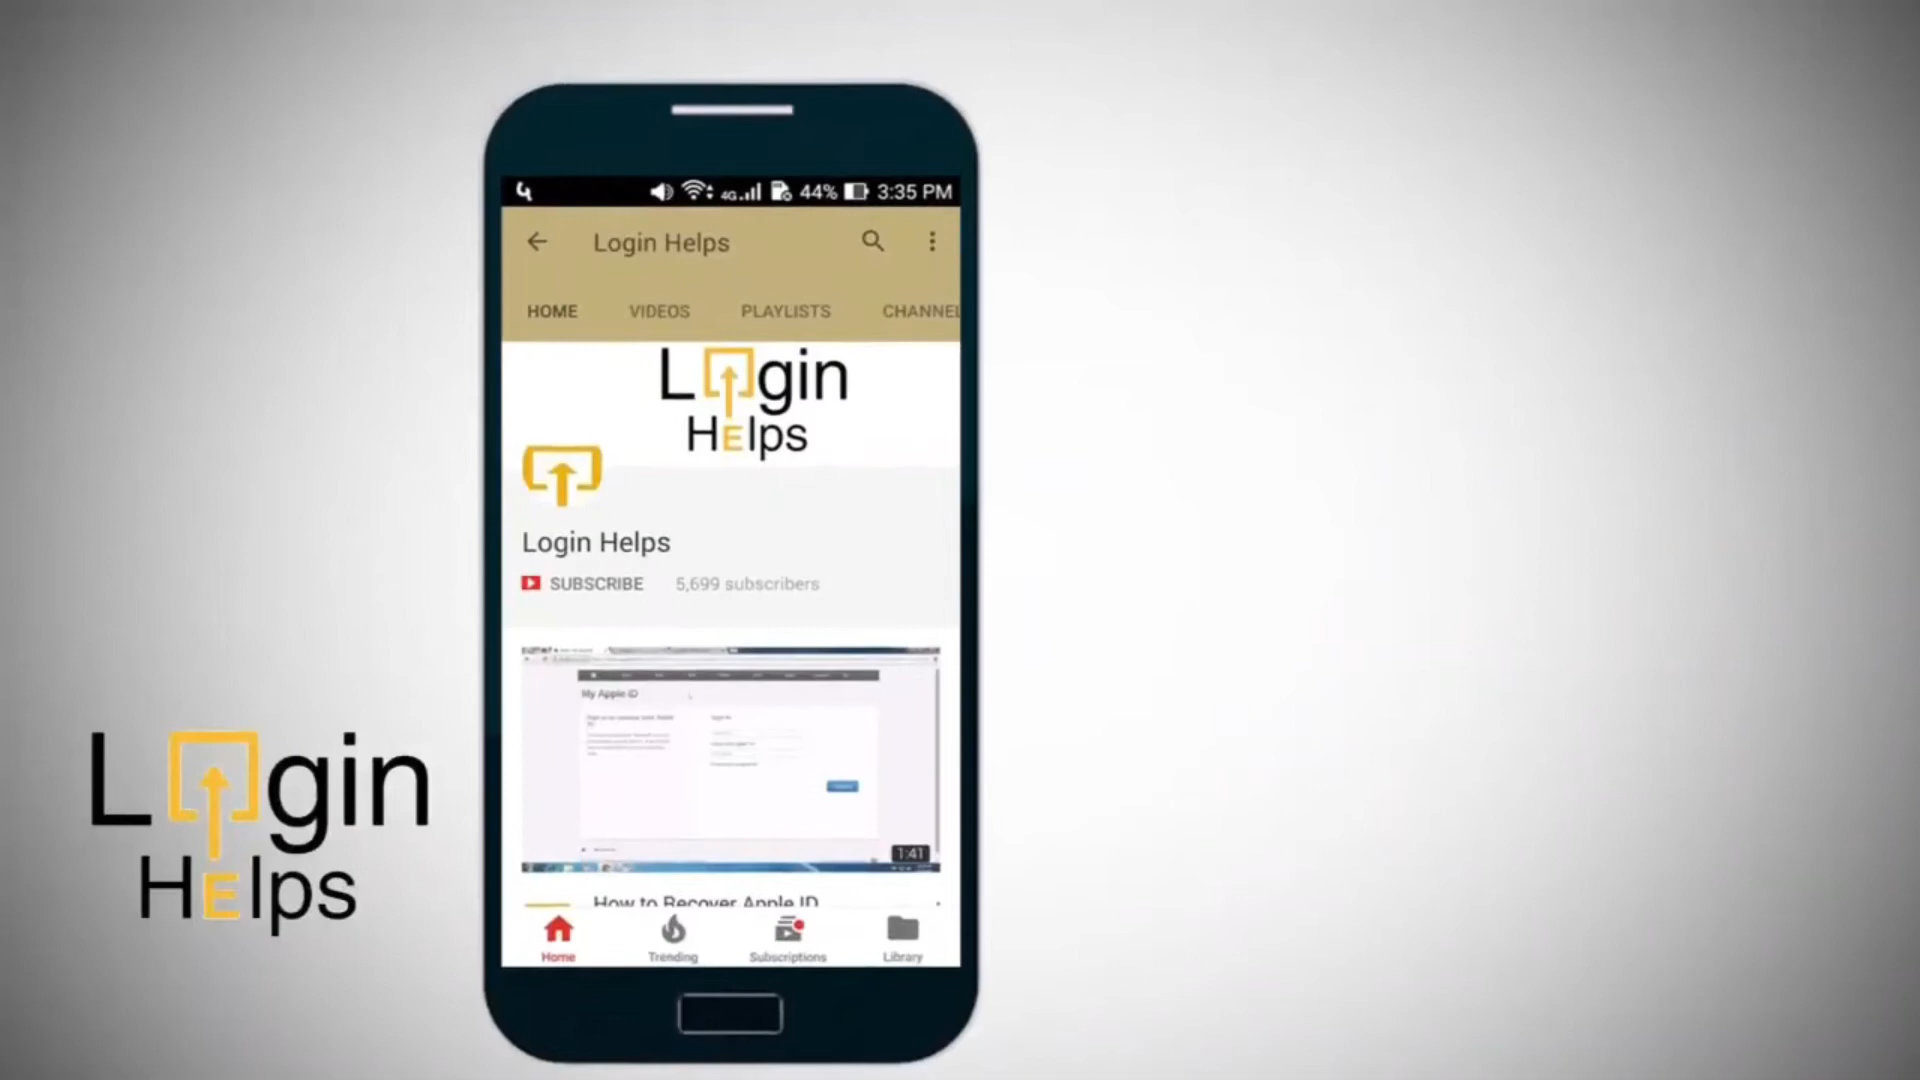 4G 44% 3:35 PM
Login Helps
HOME VIDEOS PLAYLISTS CHANNEL
Login
HElps
Login Helps
SUBSCRIBE 5,699 subscribers
My Apple ID
1:41
How to Recover Apple ID
Home Trending Subscriptions Library
Login
HElps